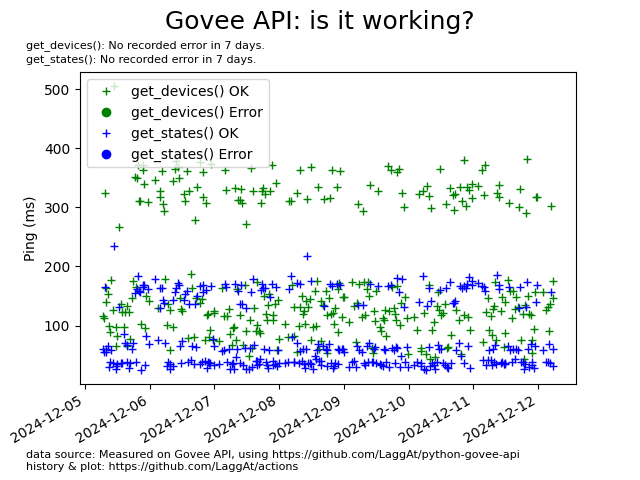 Govee API: is it working?
get_devices(): No recorded error in 7 days.
get_states(): No recorded error in 7 days.
get_devices() OK
get_devices() Error
get_states() OK
get_states() Error
Ping (ms)
500
400
300
200
100
2024-12-05
2024-12-06
2024-12-07
2024-12-08
2024-12-09
2024-12-10
2024-12-11
2024-12-12
data source: Measured on Govee API, using https://github.com/LaggAt/python-govee-api
history & plot: https://github.com/LaggAt/actions